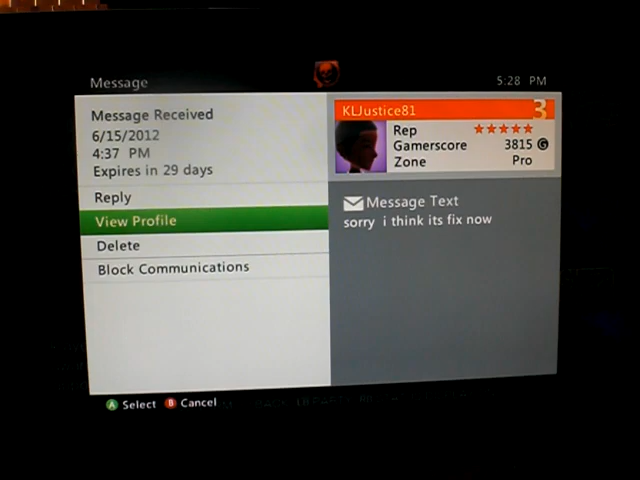 Message
5:28 PM
Message Received
6/15/2012
4:37 PM
Expires in 29 days
Reply
View Profile
Delete
Block Communications
KLJustice81
3
Rep ★★★★★
Gamerscore 3815 G
Zone Pro
Message Text
sorry i think its fix now
A Select B Cancel